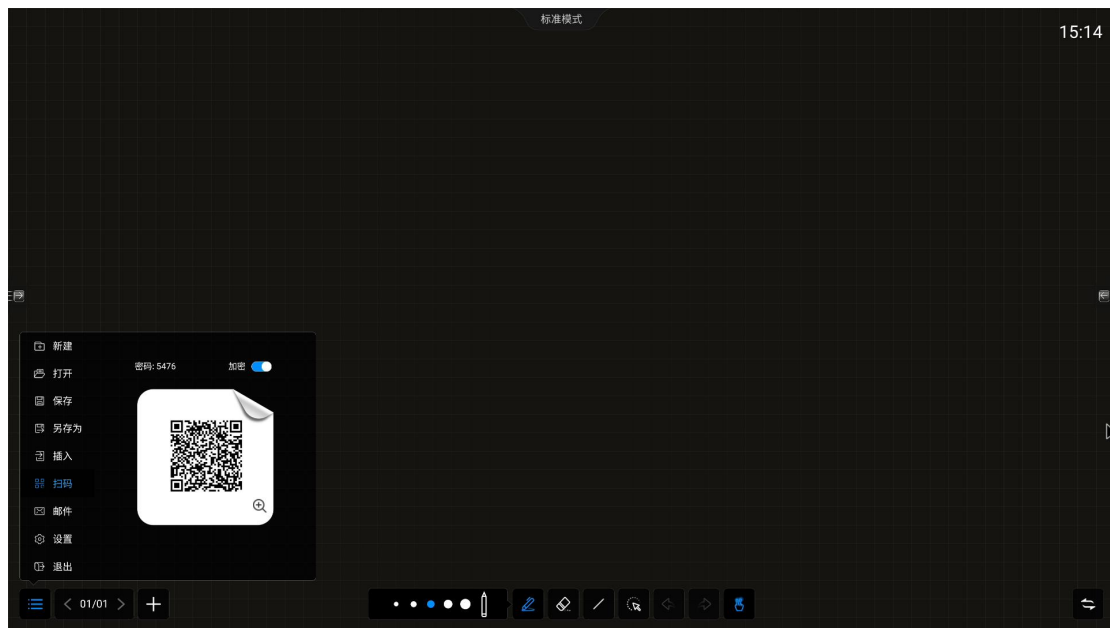 标准模式
15:14
新建
打开
保存
另存为
插入
扫码
邮件
设置
退出
密码: 5476
加密
01/01